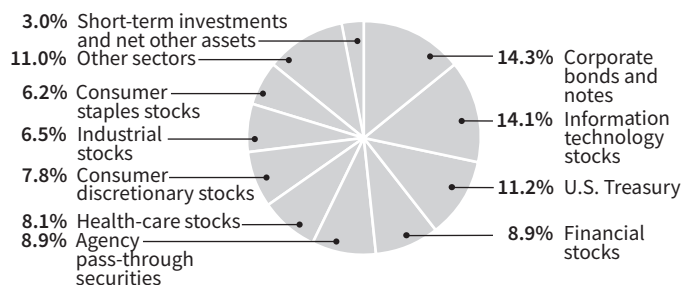 3.0% Short-term investments
and net other assets
11.0% Other sectors
6.2% Consumer
staples stocks
6.5% Industrial
stocks
7.8% Consumer
discretionary stocks
8.1% Health-care stocks
8.9% Agency
pass-through
securities
14.3% Corporate
bonds and
notes
14.1% Information
technology
stocks
11.2% U.S. Treasury
8.9% Financial
stocks